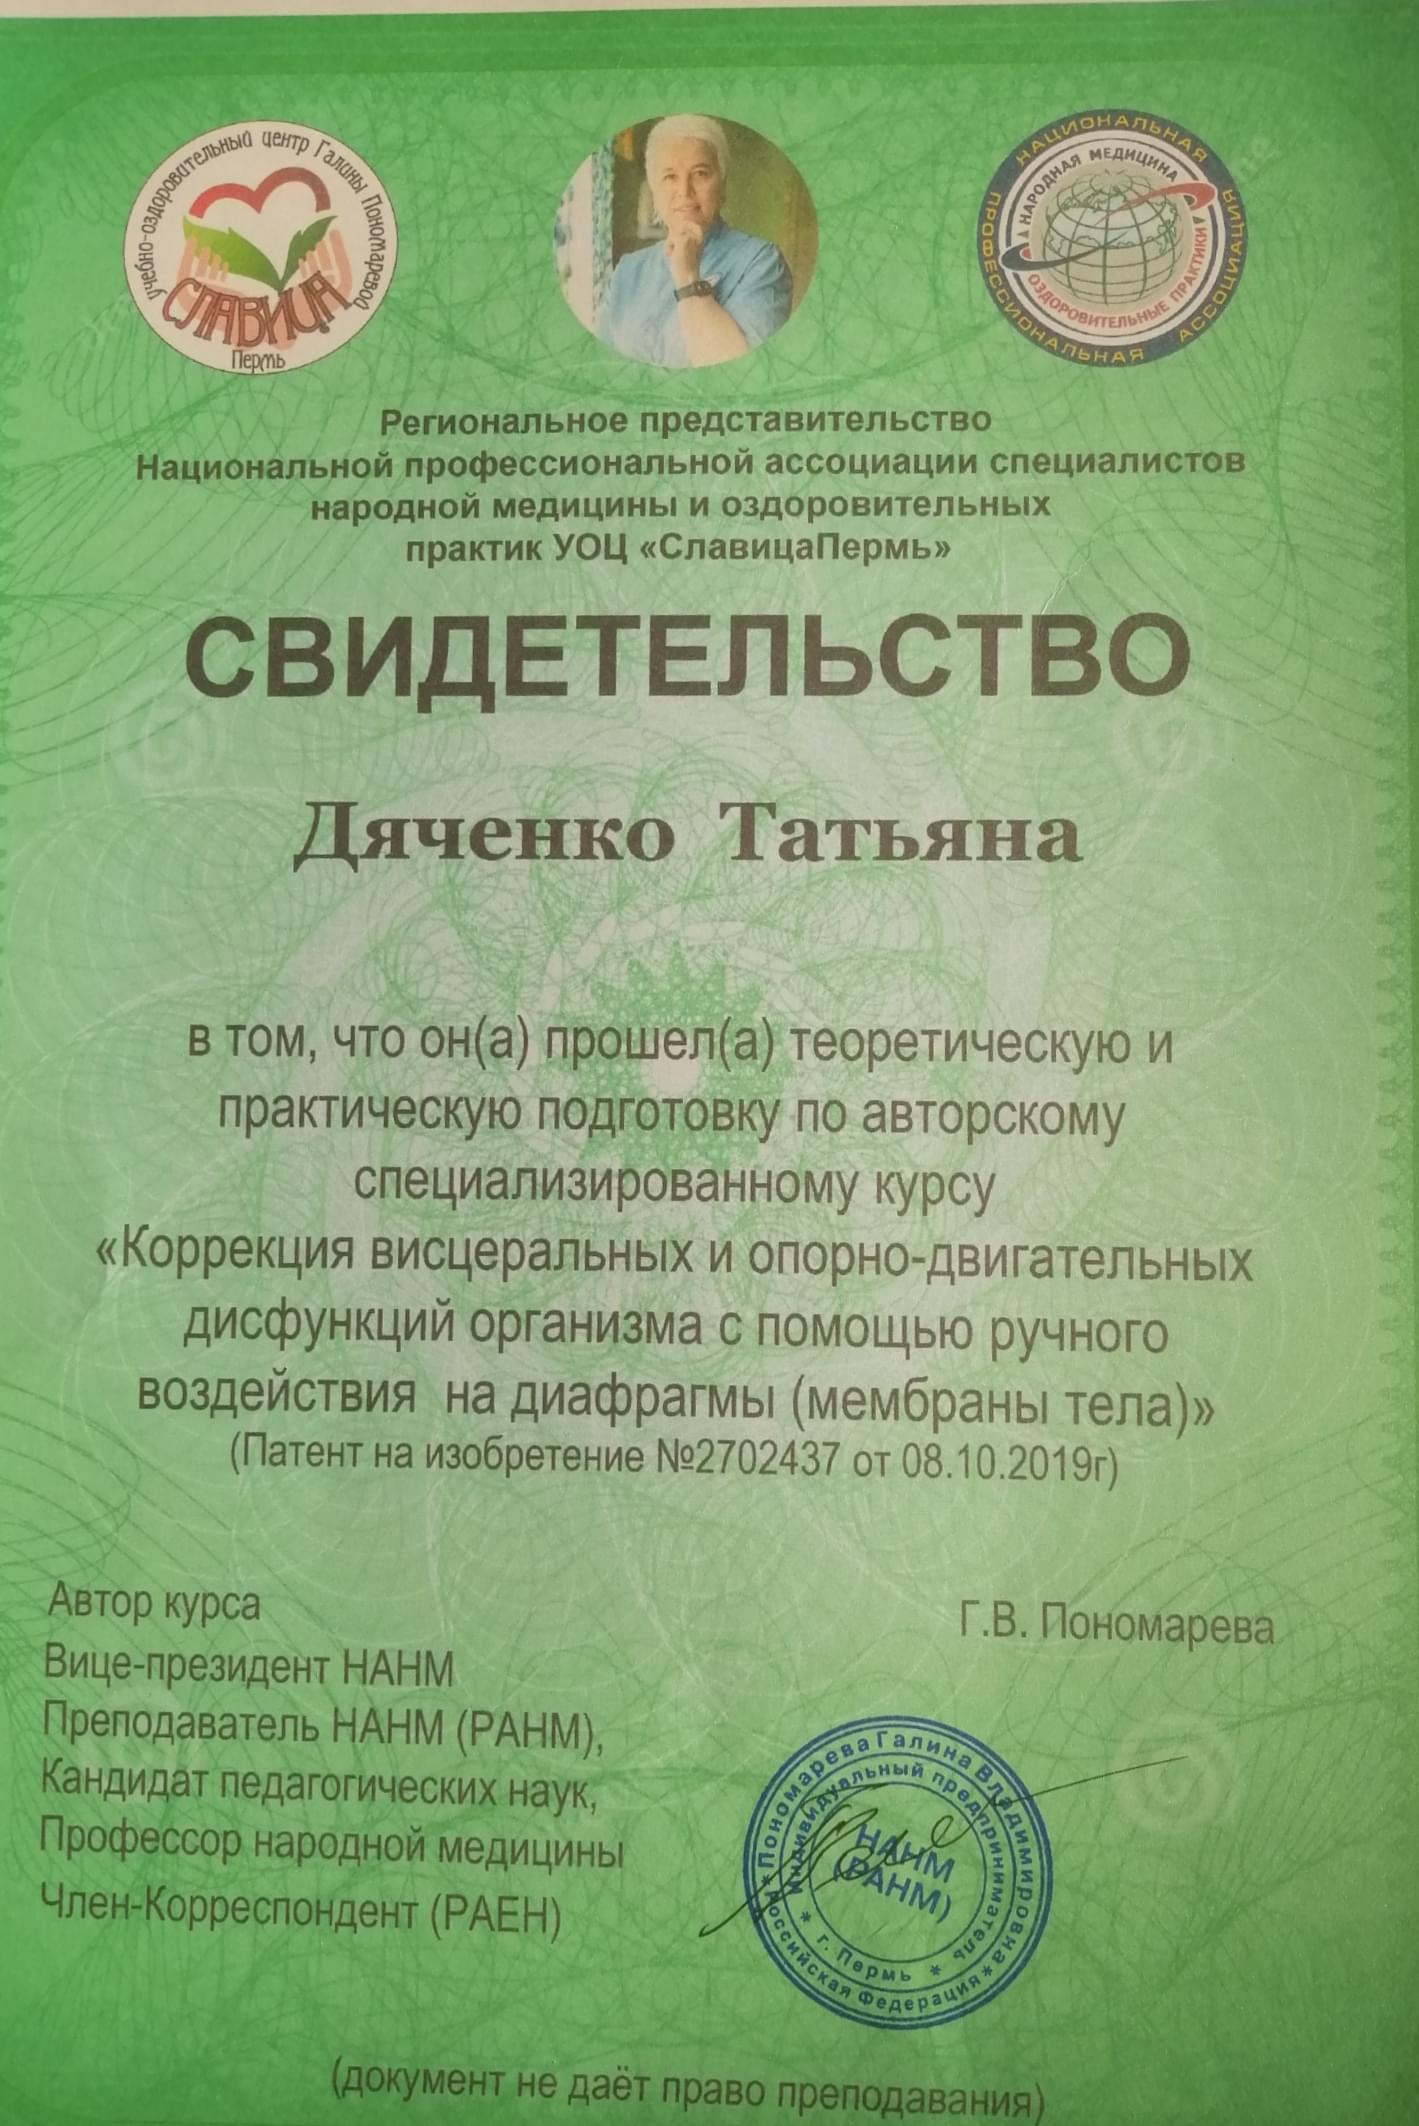 Учебно-оздоровительный центр Галины Пономаревой
СЛАВИЦА
Пермь
НАЦИОНАЛЬНАЯ
ПРОФЕССИОНАЛЬНАЯ АССОЦИАЦИЯ
НАРОДНАЯ МЕДИЦИНА
ОЗДОРОВИТЕЛЬНЫЕ ПРАКТИКИ
Региональное представительство
Национальной профессиональной ассоциации специалистов
народной медицины и оздоровительных
практик УОЦ «СлавицаПермь»
СВИДЕТЕЛЬСТВО
Дяченко Татьяна
в том, что он(а) прошел(а) теоретическую и
практическую подготовку по авторскому
специализированному курсу
«Коррекция висцеральных и опорно-двигательных
дисфункций организма с помощью ручного
воздействия на диафрагмы (мембраны тела)»
(Патент на изобретение №2702437 от 08.10.2019г)
Автор курса
Г.В. Пономарева
Вице-президент НАНМ
Преподаватель НАНМ (РАНМ),
Кандидат педагогических наук,
Профессор народной медицины
Член-Корреспондент (РАЕН)
* Пономарева Галина Владимировна *
Российская Федерация
Индивидуальный предприниматель
* г. Пермь *
НАНМ
(РАНМ)
(документ не даёт право преподавания)